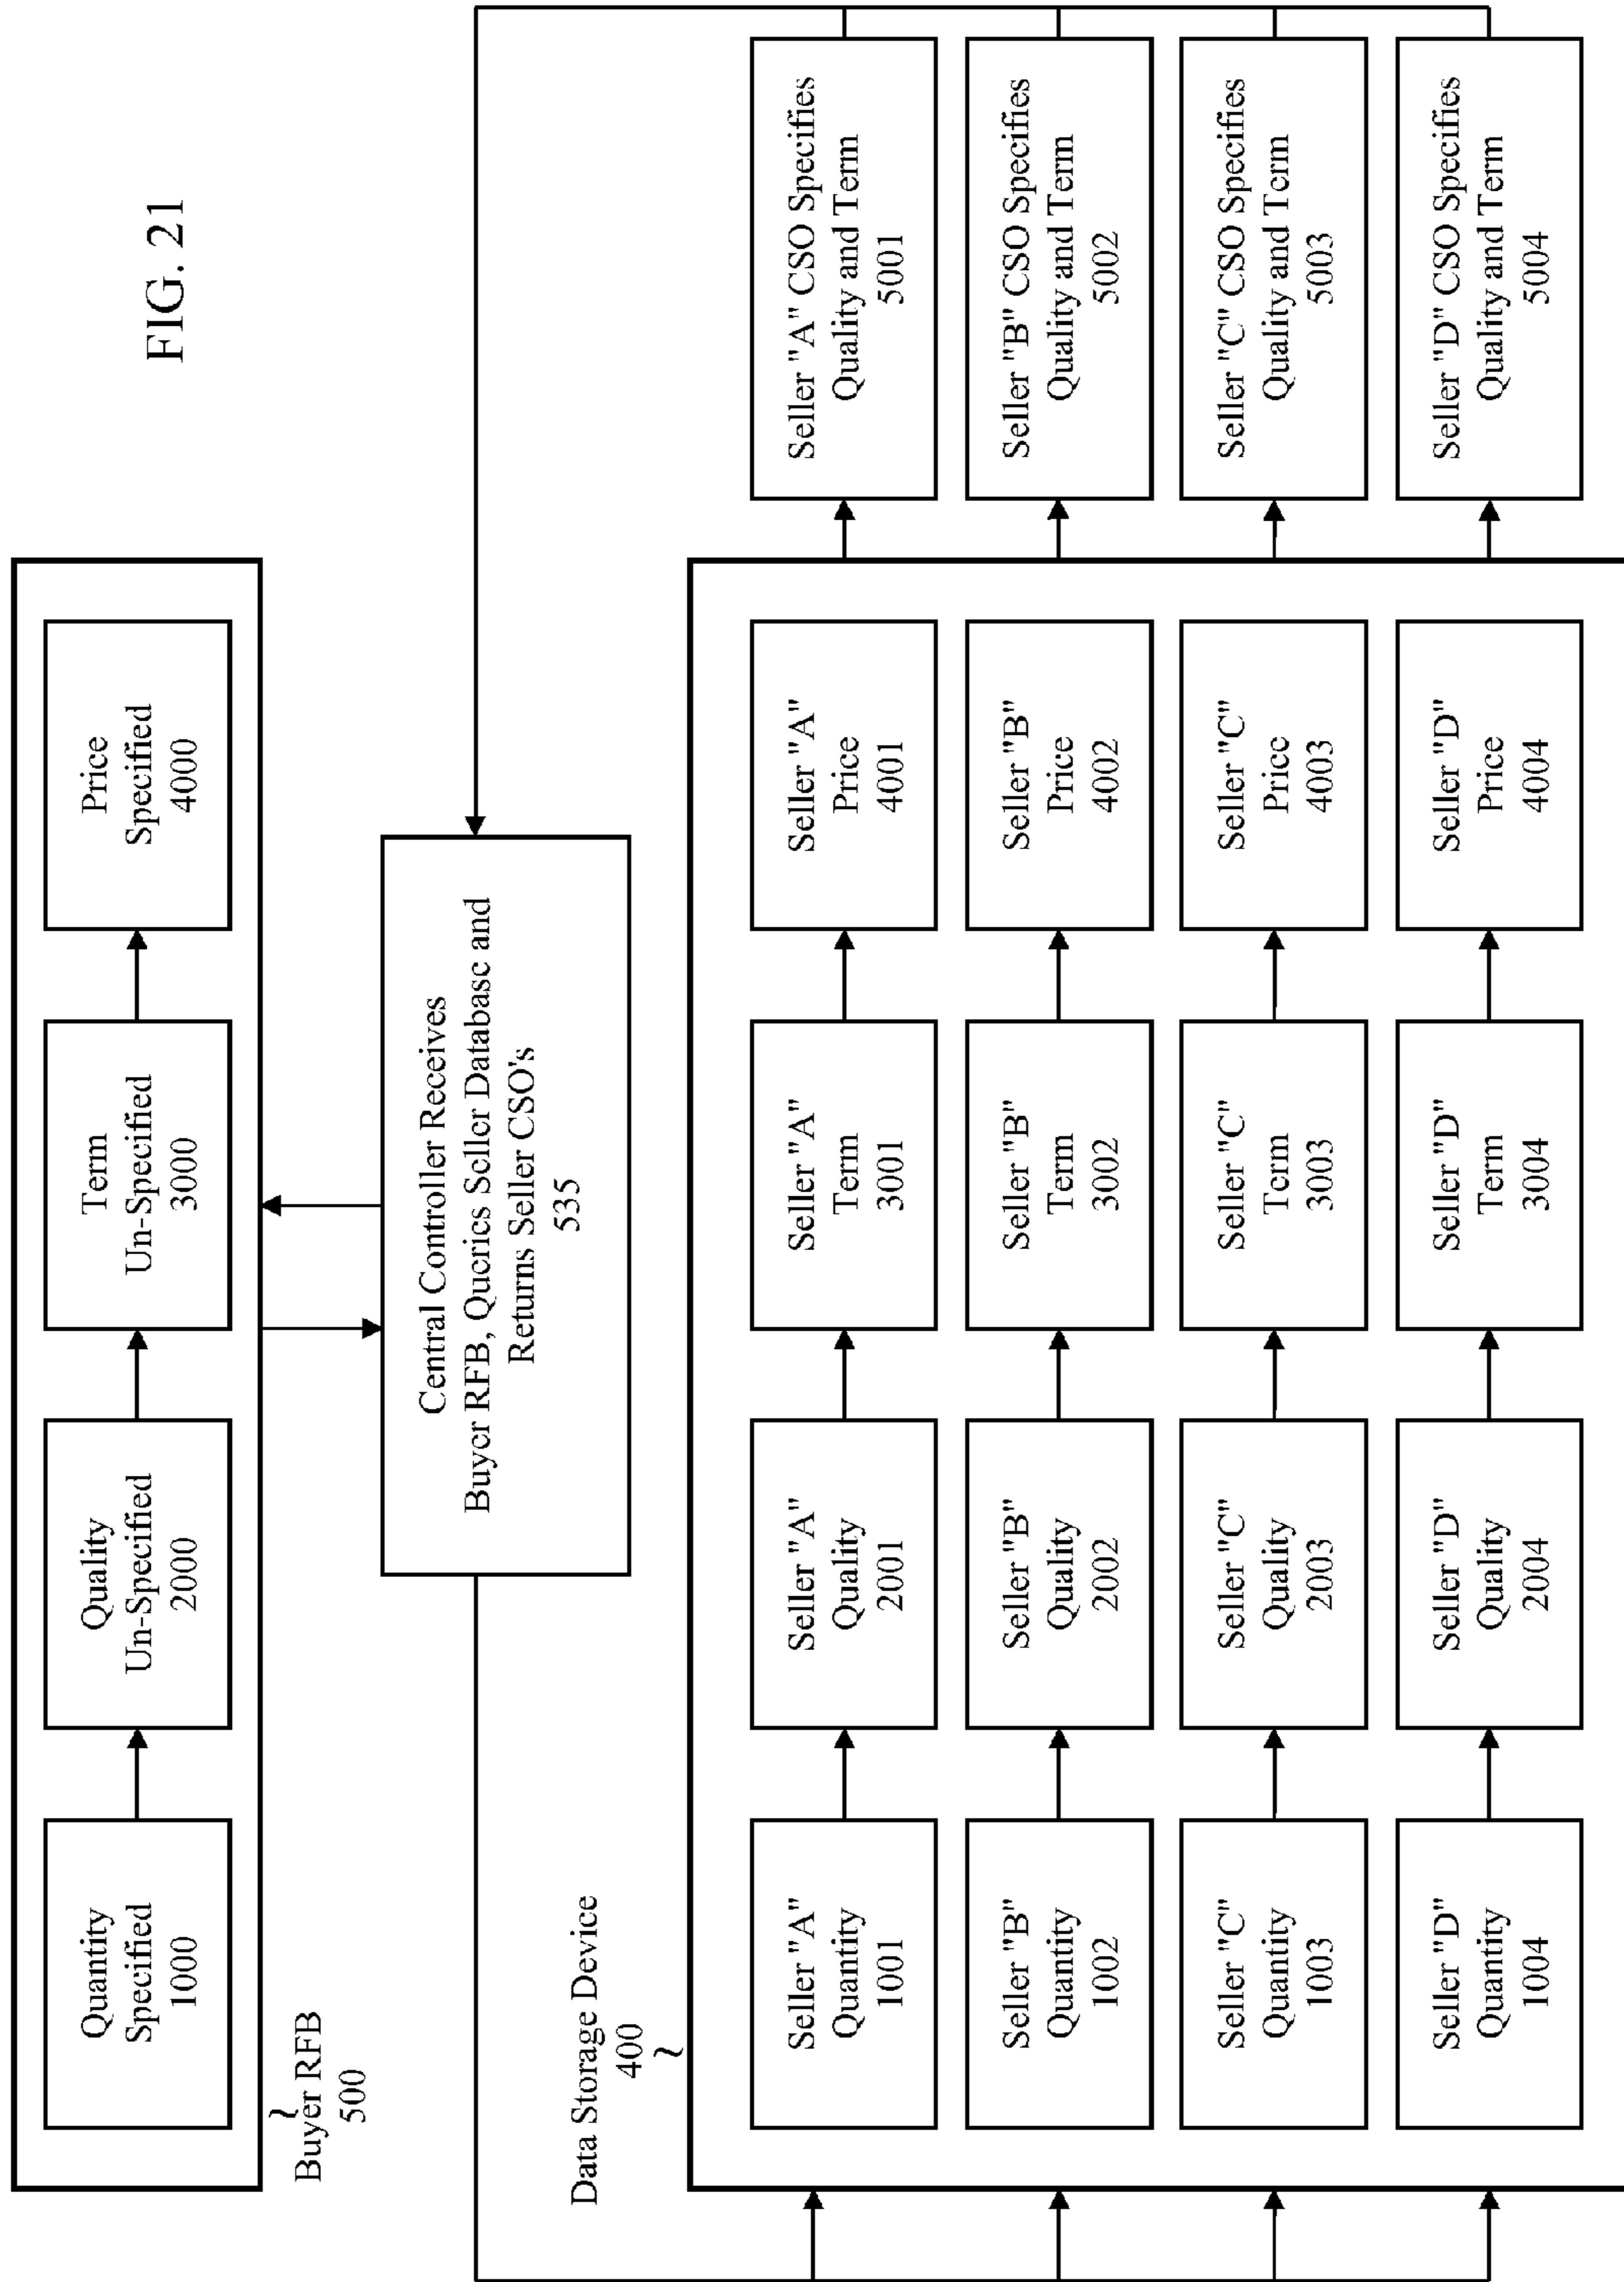 FIG. 21
Quantity
Specified
1000
Quality
Un-Specified
2000
Term
Un-Specified
3000
Price
Specified
4000
Buyer RFB
500
Central Controller Receives
Buyer RFB, Queries Seller Database and
Returns Seller CSO's
535
Data Storage Device
400
Seller "A"
Quantity
1001
Seller "A"
Quality
2001
Seller "A"
Term
3001
Seller "A"
Price
4001
Seller "A" CSO Specifies
Quality and Term
5001
Seller "B"
Quantity
1002
Seller "B"
Quality
2002
Seller "B"
Term
3002
Seller "B"
Price
4002
Seller "B" CSO Specifies
Quality and Term
5002
Seller "C"
Quantity
1003
Seller "C"
Quality
2003
Seller "C"
Term
3003
Seller "C"
Price
4003
Seller "C" CSO Specifies
Quality and Term
5003
Seller "D"
Quantity
1004
Seller "D"
Quality
2004
Seller "D"
Term
3004
Seller "D"
Price
4004
Seller "D" CSO Specifies
Quality and Term
5004